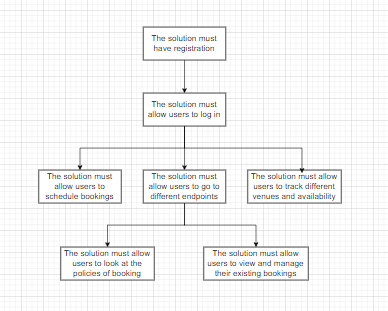 The solution must
have registration
The solution must
allow users to log in
The solution must
allow users to
schedule bookings
The solution must
allow users to go to
different endpoints
The solution must allow
users to track different
venues and availability
The solution must allow
users to look at the
policies of booking
The solution must allow
users to view and manage
their existing bookings